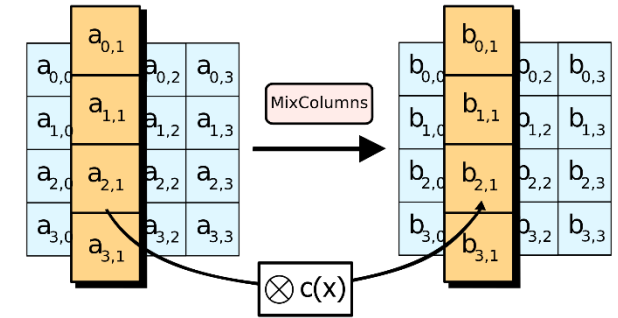 a0,0 a0,1 a0,2 a0,3
a1,0 a1,1 a1,2 a1,3
a2,0 a2,1 a2,2 a2,3
a3,0 a3,1 a3,2 a3,3
MixColumns
b0,0 b0,1 b0,2 b0,3
b1,0 b1,1 b1,2 b1,3
b2,0 b2,1 b2,2 b2,3
b3,0 b3,1 b3,2 b3,3
⊗ c(x)